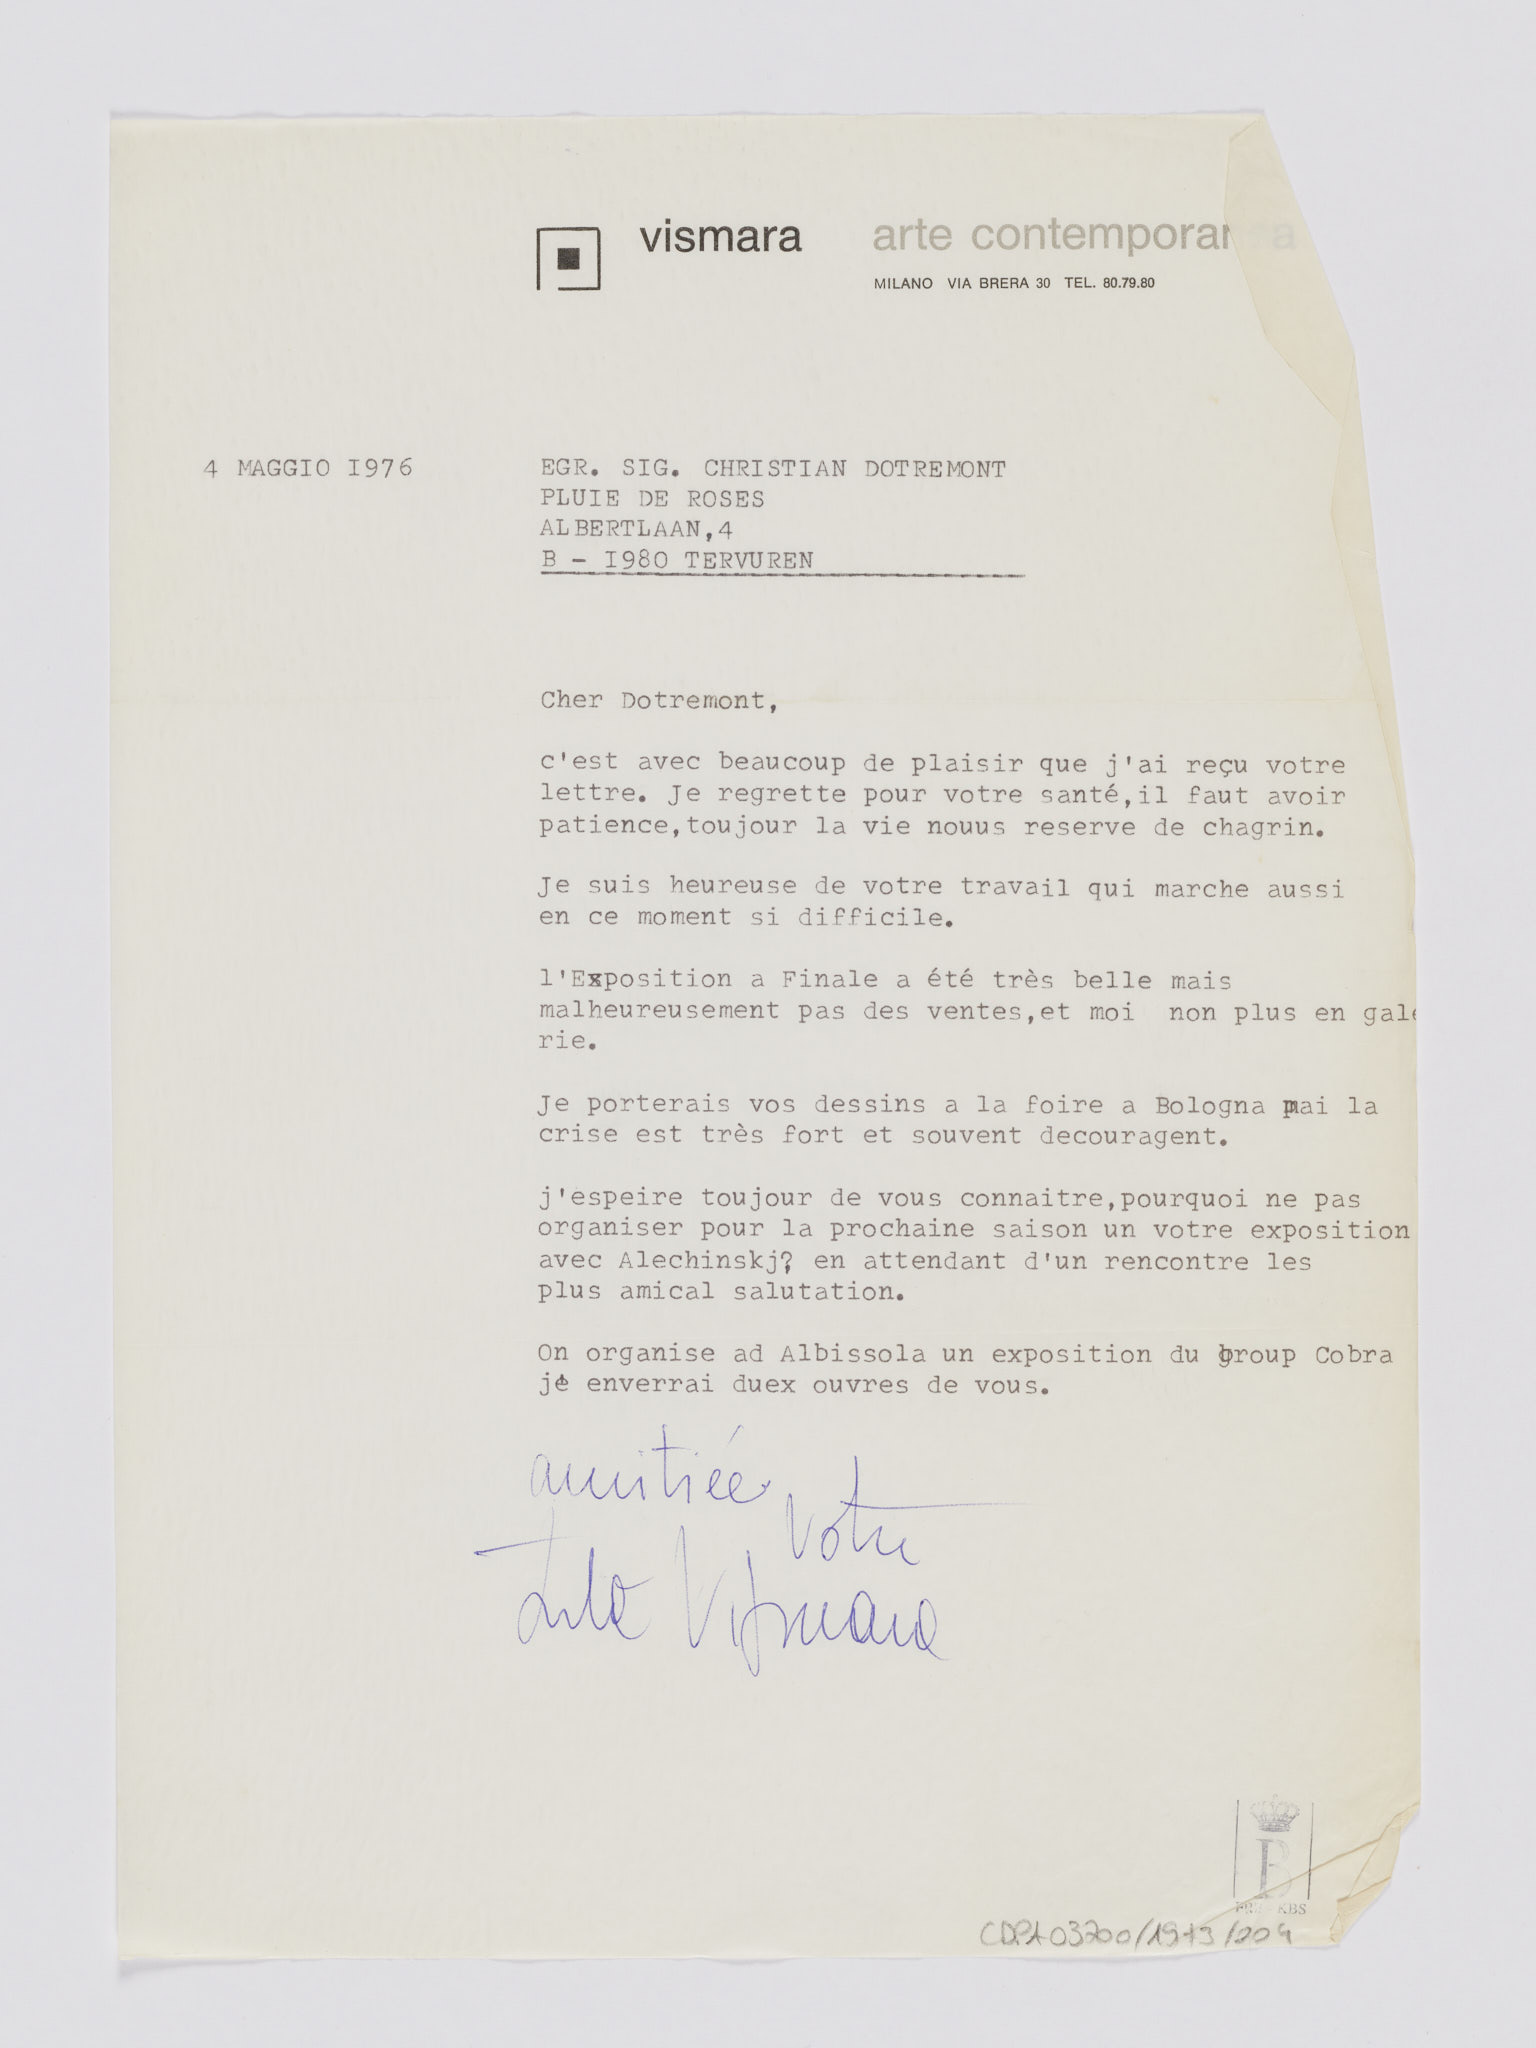 vismara arte contemporanea
MILANO VIA BRERA 30 TEL. 80.79.80
4 MAGGIO I976
EGR. SIG. CHRISTIAN DOTREMONT
PLUIE DE ROSES
ALBERTLAAN,4
B - I980 TERVUREN
Cher Dotremont,
c'est avec beaucoup de plaisir que j'ai reçu votre
lettre. Je regrette pour votre santé,il faut avoir
patience,toujour la vie nouus reserve de chagrin.
Je suis heureuse de votre travail qui marche aussi
en ce moment si difficile.
l'Exposition a Finale a été très belle mais
malheureusement pas des ventes,et moi non plus en gale
rie.
Je porterais vos dessins a la foire a Bologna mai la
crise est très fort et souvent decouragent.
j'espeire toujour de vous connaitre,pourquoi ne pas
organiser pour la prochaine saison un votre exposition
avec Alechinskj? en attendant d'un rencontre les
plus amical salutation.
On organise ad Albissola un exposition du group Cobra
je enverrai duex ouvres de vous.
amitiée
votre
Vismara
B
KBS
CDPA03700/1973/204